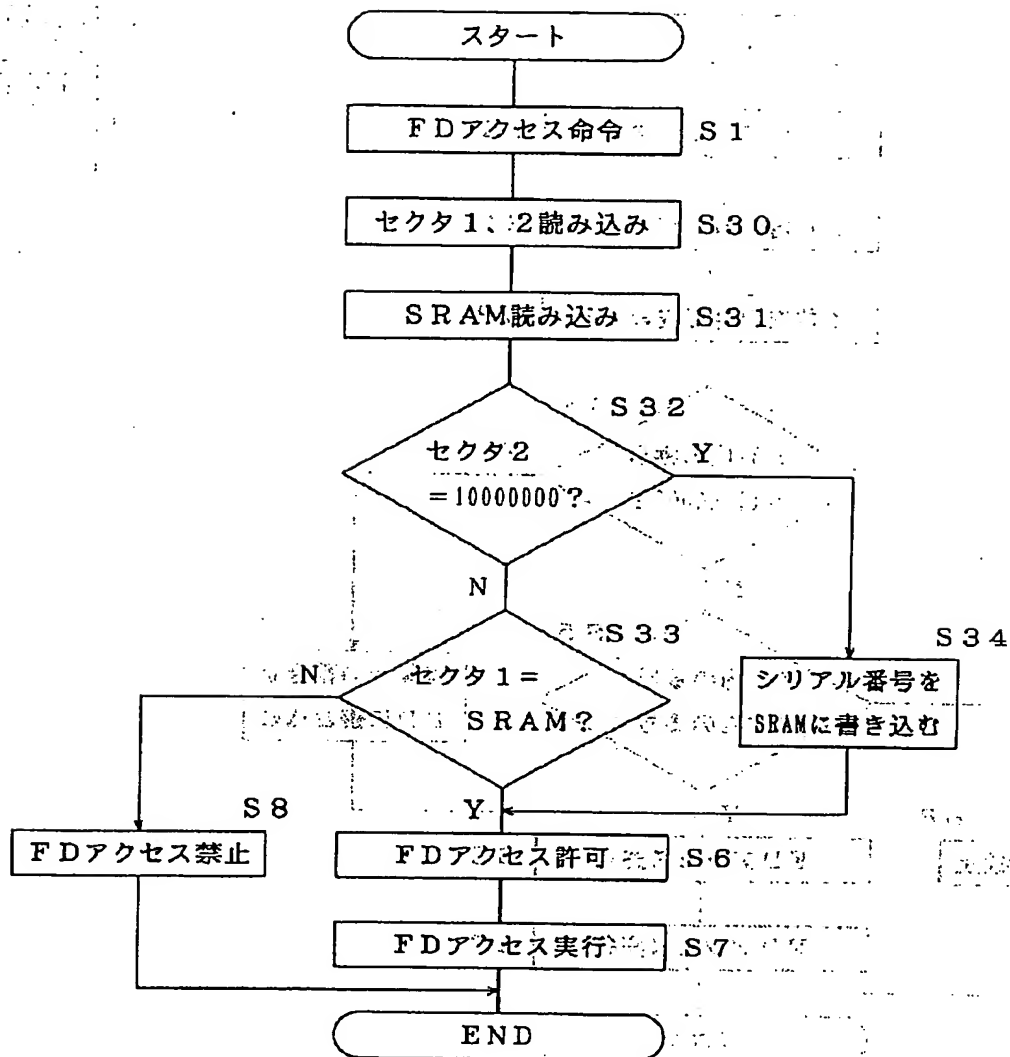 スタート
FDアクセス命令 S1
セクタ1、2読み込み S30
SRAM読み込み S31
S32
セクタ2
=10000000?
Y
N
S33
S34
N
セクタ1=
SRAM?
シリアル番号を
SRAMに書き込む
S8
Y
FDアクセス禁止
FDアクセス許可 S6
FDアクセス実行 S7
END